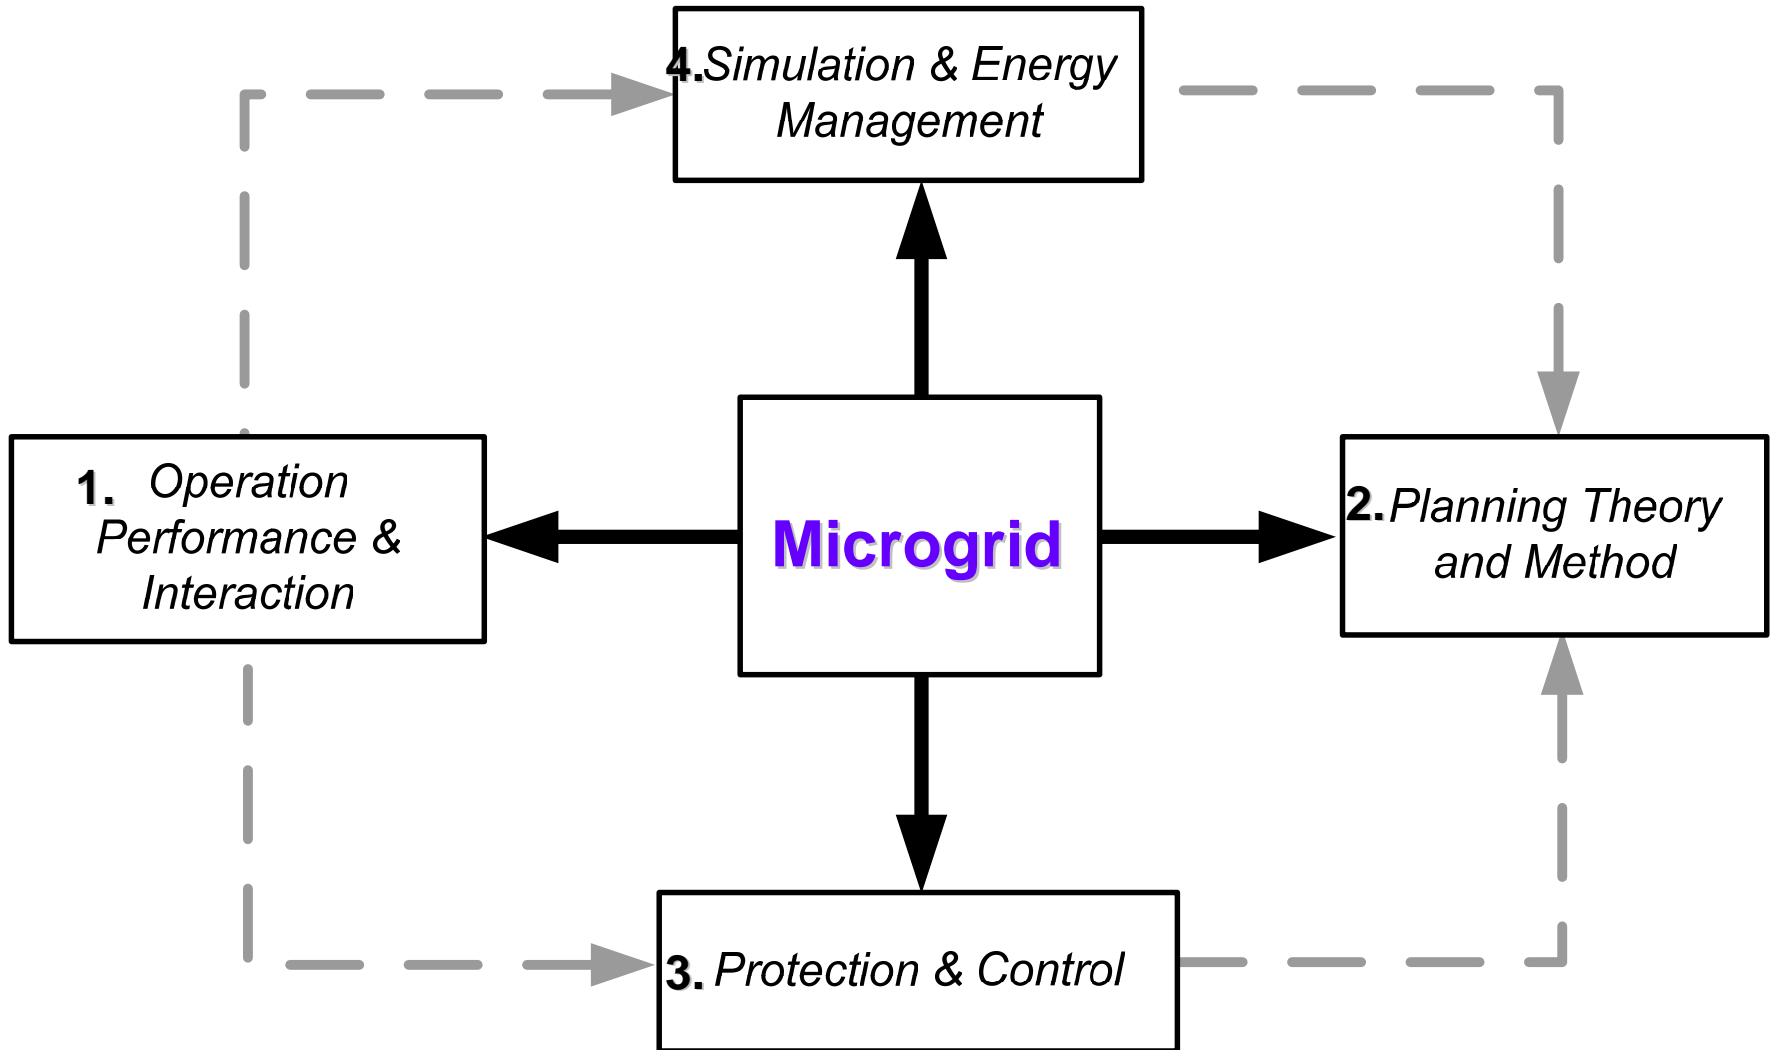 4. Simulation & Energy
Management
1. Operation
Performance &
Interaction
Microgrid
2. Planning Theory
and Method
3. Protection & Control